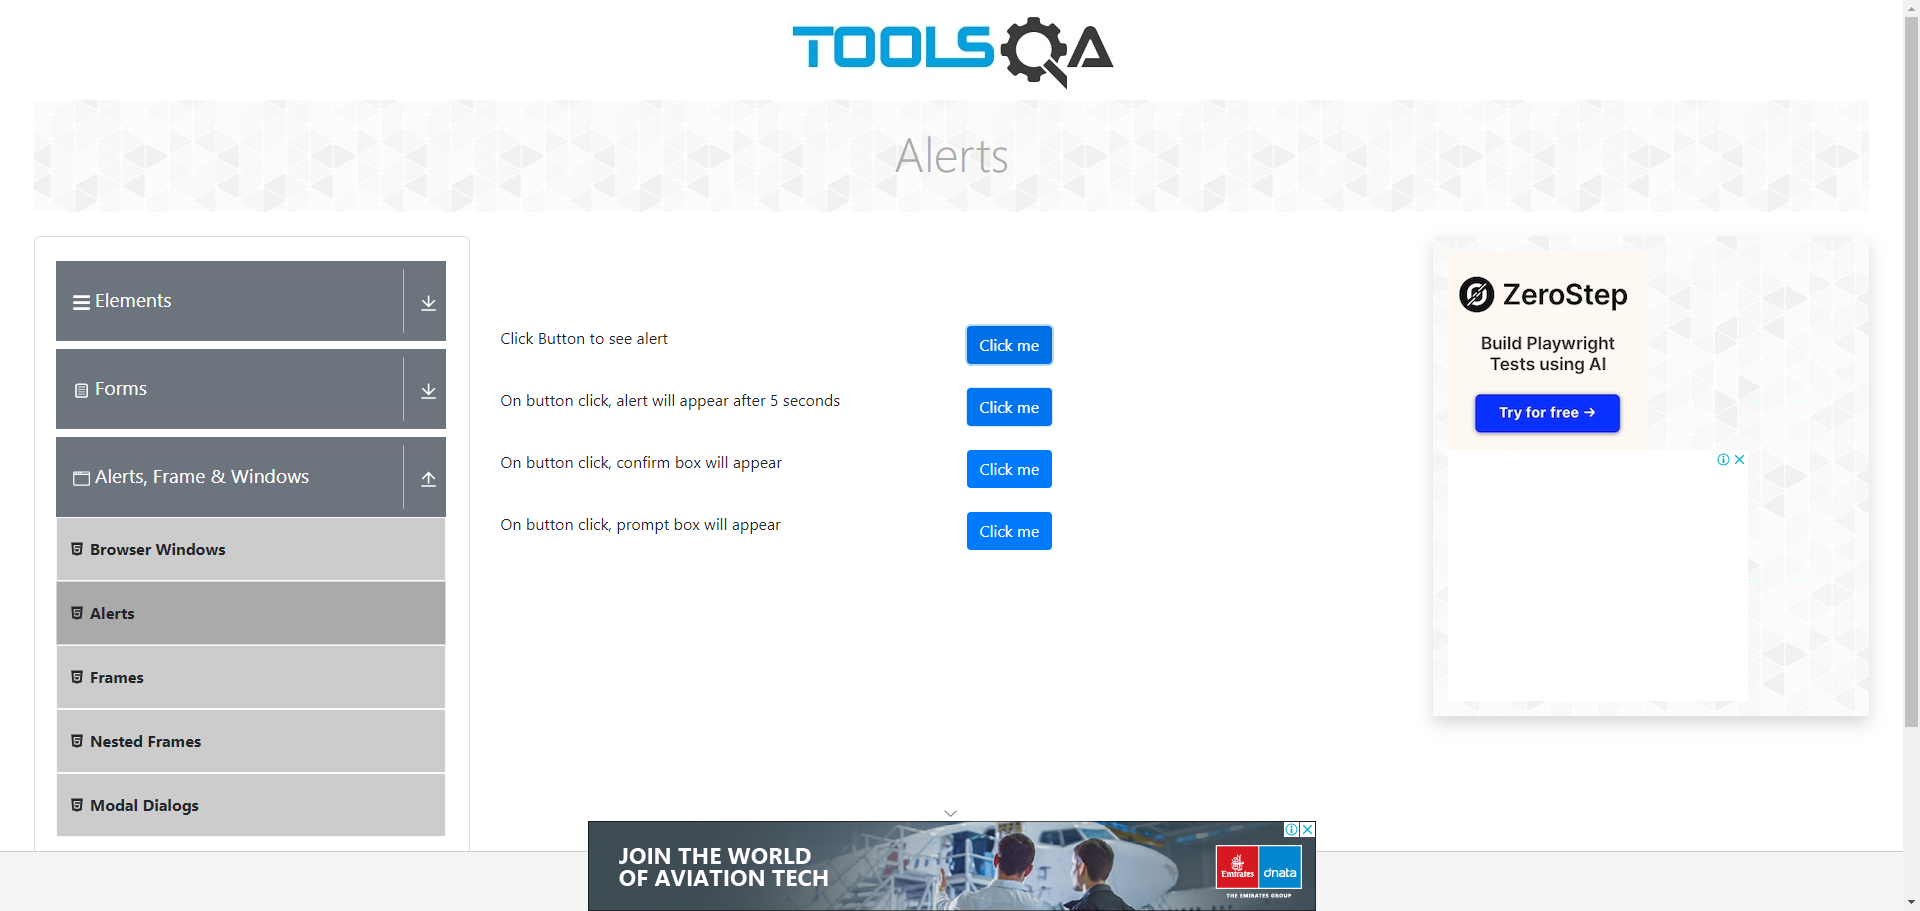 TOOLSQA
Alerts
Elements
Forms
Alerts, Frame & Windows
Browser Windows
Alerts
Frames
Nested Frames
Modal Dialogs
Click Button to see alert
Click me
On button click, alert will appear after 5 seconds
Click me
On button click, confirm box will appear
Click me
On button click, prompt box will appear
Click me
ZeroStep
Build Playwright
Tests using AI
Try for free →
JOIN THE WORLD
OF AVIATION TECH
Emirates
dnata
THE EMIRATES GROUP